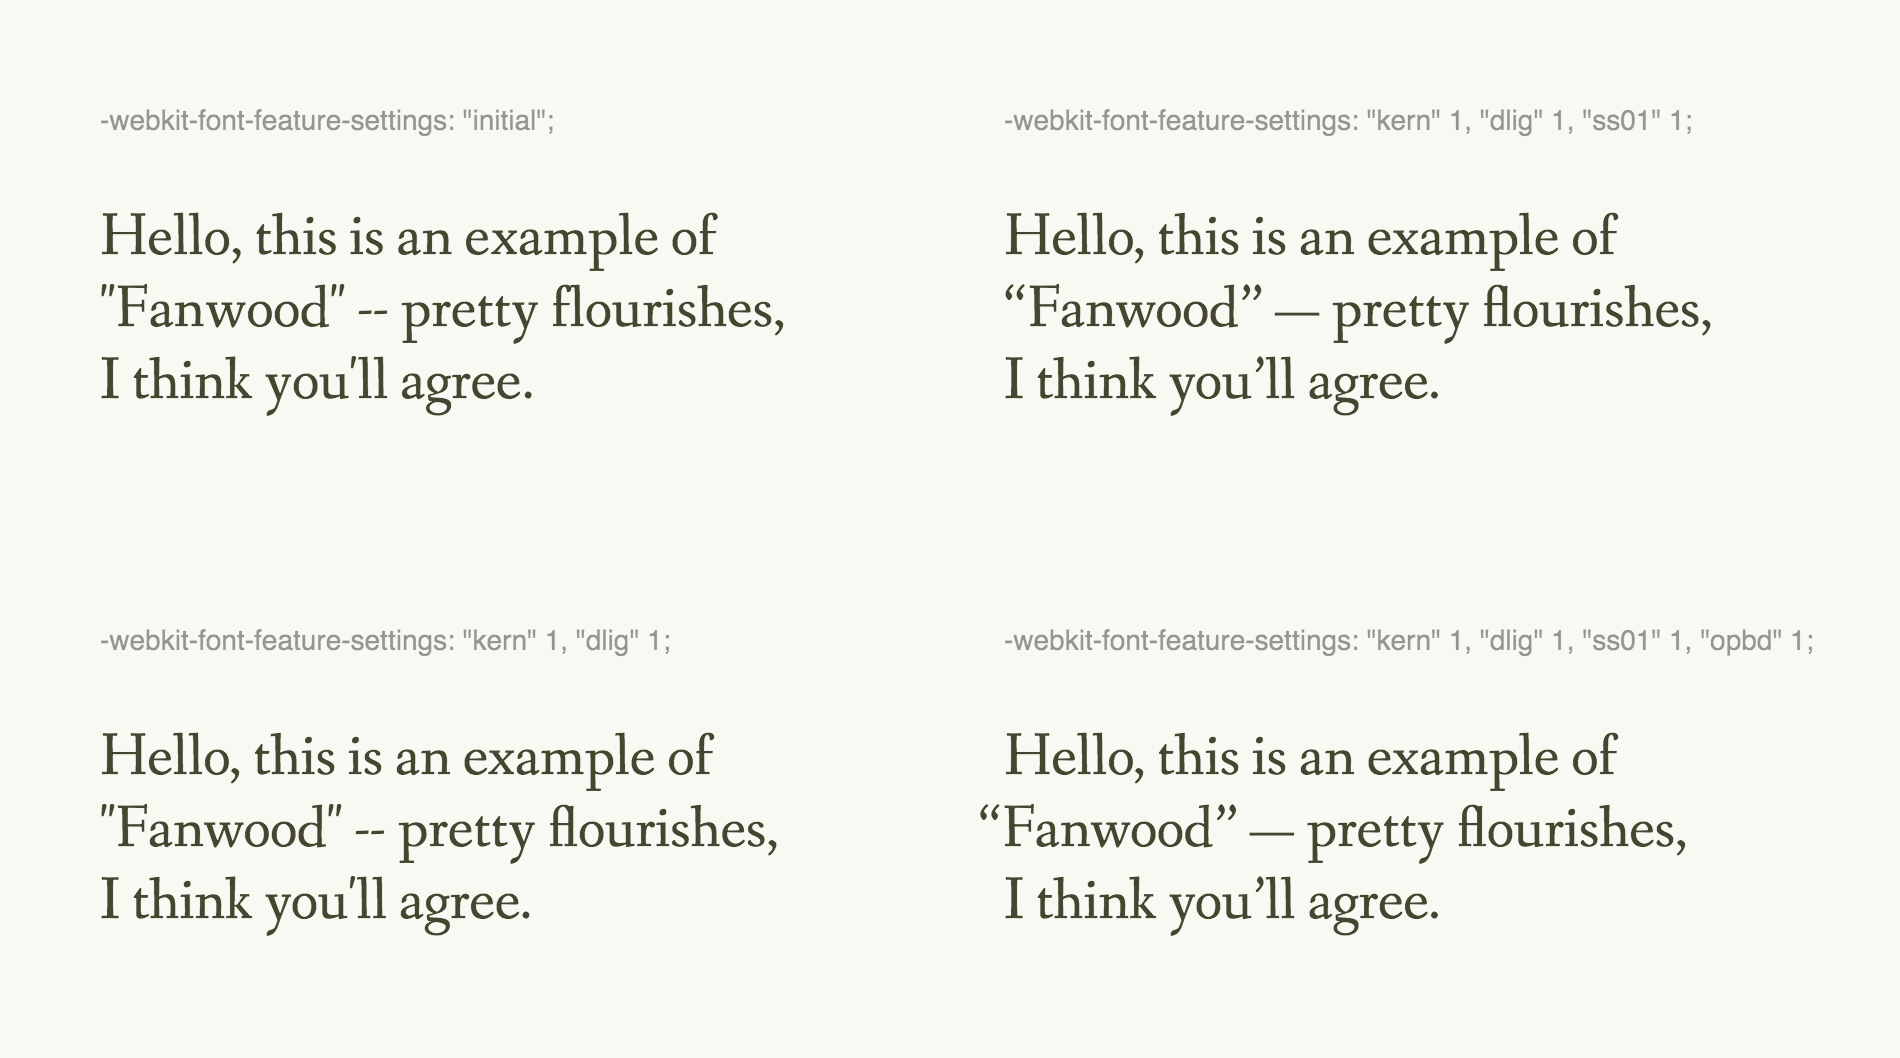 -webkit-font-feature-settings: "initial";
Hello, this is an example of
"Fanwood" -- pretty flourishes,
I think you'll agree.
-webkit-font-feature-settings: "kern" 1, "dlig" 1, "ss01" 1;
Hello, this is an example of
“Fanwood” — pretty flourishes,
I think you’ll agree.
-webkit-font-feature-settings: "kern" 1, "dlig" 1;
Hello, this is an example of
"Fanwood" -- pretty flourishes,
I think you'll agree.
-webkit-font-feature-settings: "kern" 1, "dlig" 1, "ss01" 1, "opbd" 1;
Hello, this is an example of
“Fanwood” — pretty flourishes,
I think you’ll agree.